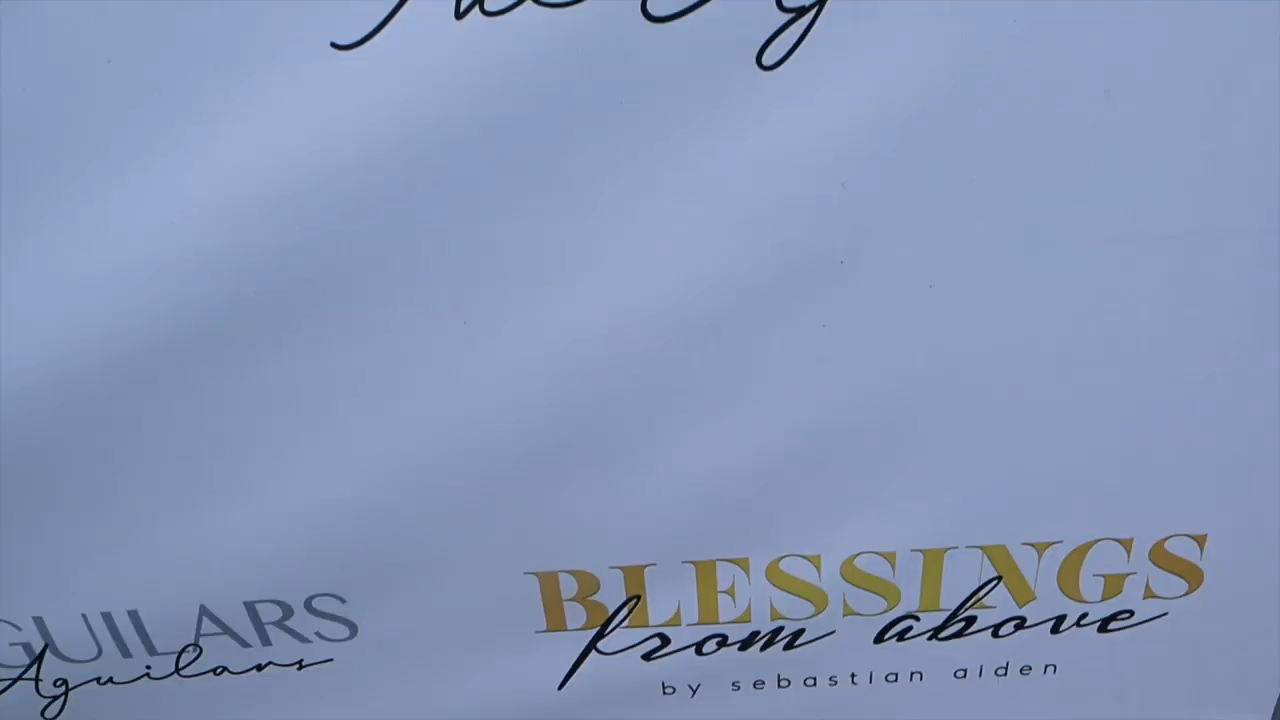 GUILARS
Aguilars
BLESSINGS
from above
by sebastian aiden